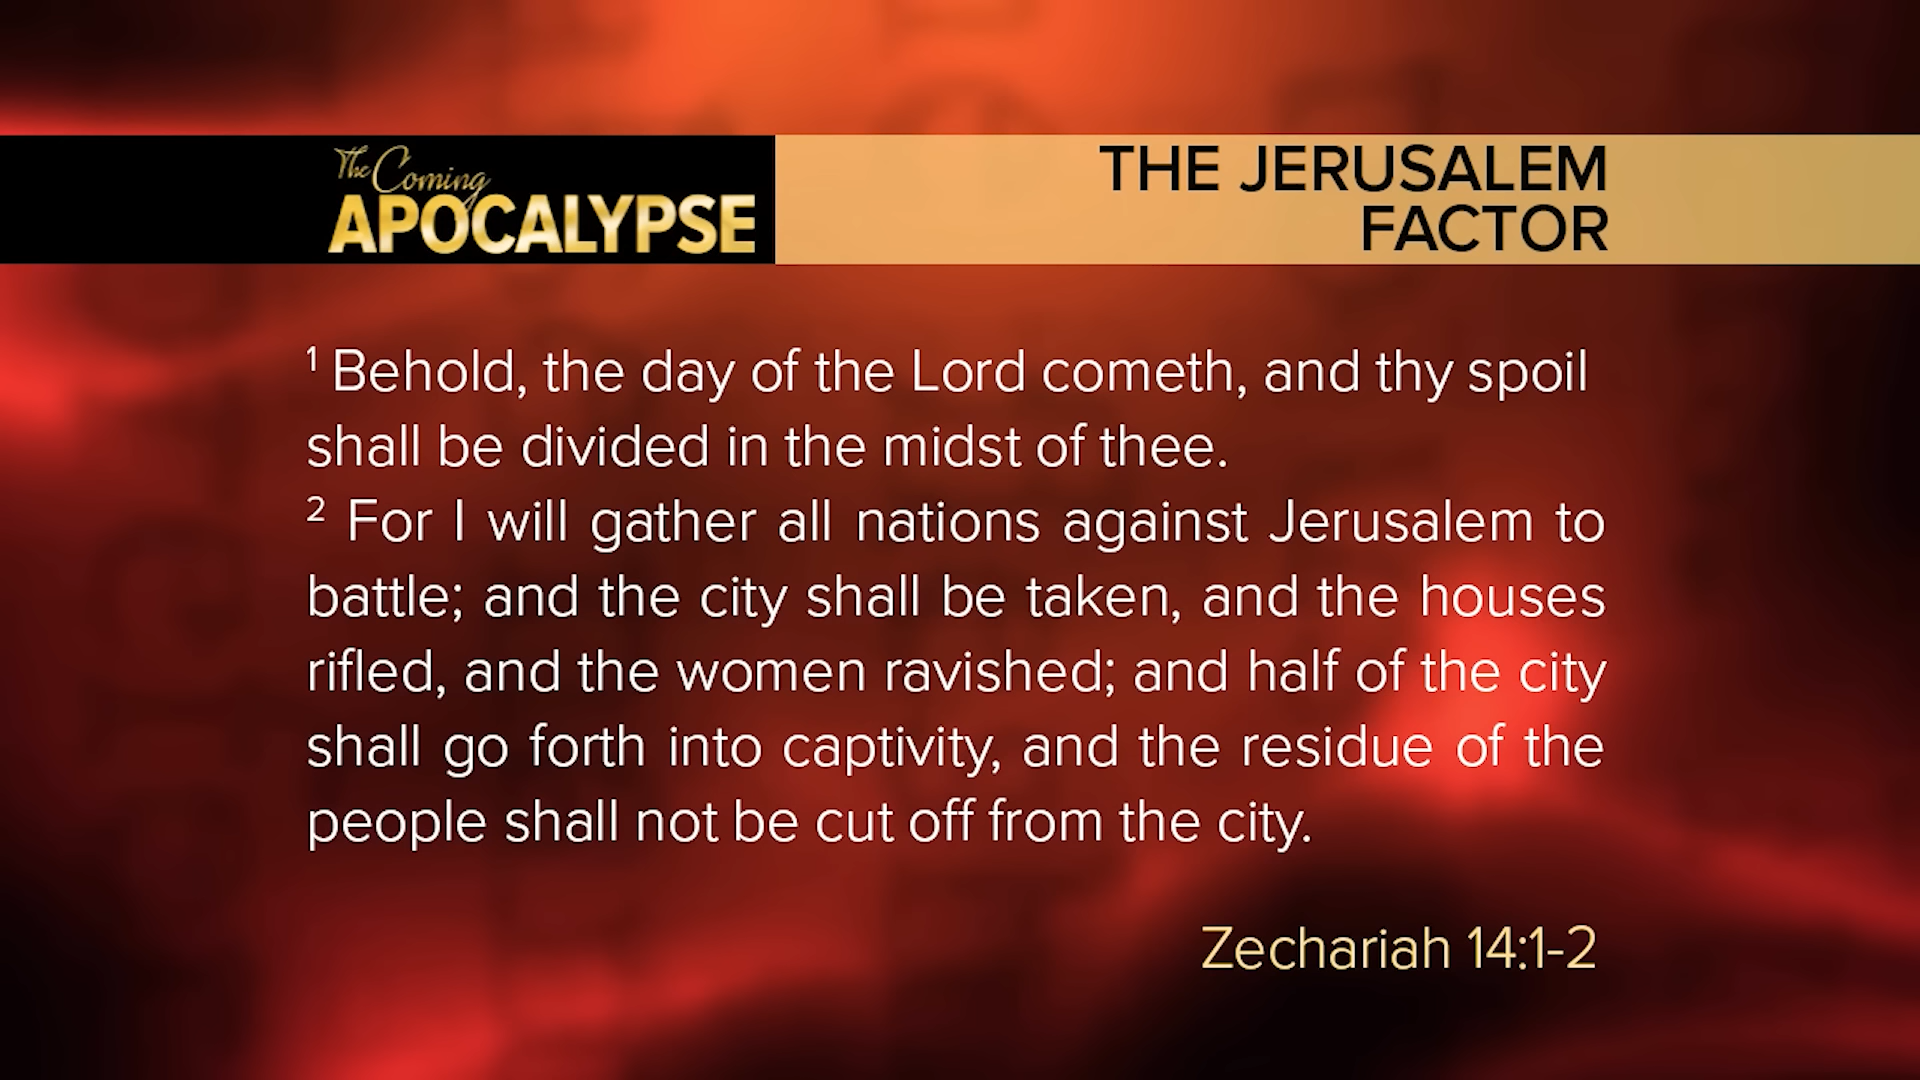 The Coming
APOCALYPSE
THE JERUSALEM
FACTOR
¹ Behold, the day of the Lord cometh, and thy spoil
shall be divided in the midst of thee.
² For I will gather all nations against Jerusalem to
battle; and the city shall be taken, and the houses
rifled, and the women ravished; and half of the city
shall go forth into captivity, and the residue of the
people shall not be cut off from the city.
Zechariah 14:1-2